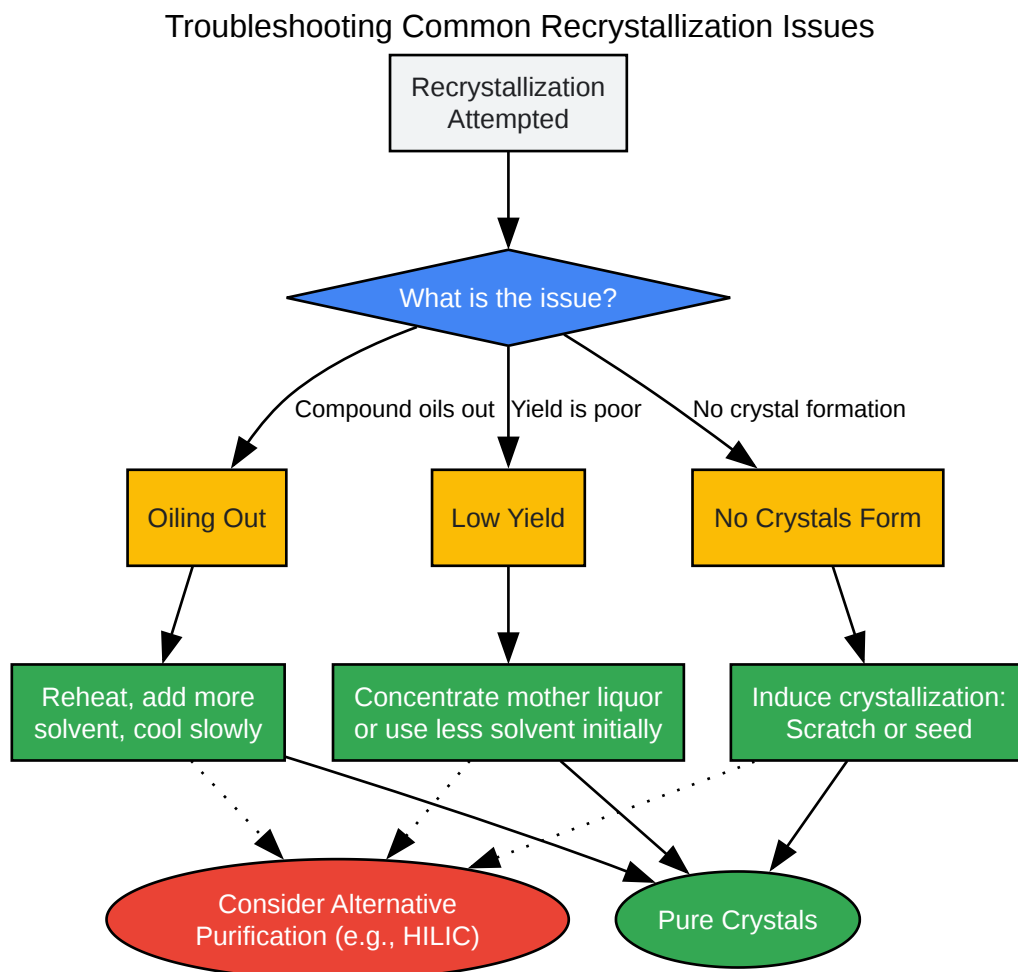 Troubleshooting Common Recrystallization Issues
Recrystallization
Attempted
What is the issue?
Compound oils out
Yield is poor
No crystal formation
Oiling Out
Low Yield
No Crystals Form
Reheat, add more
solvent, cool slowly
Concentrate mother liquor
or use less solvent initially
Induce crystallization:
Scratch or seed
Consider Alternative
Purification (e.g., HILIC)
Pure Crystals